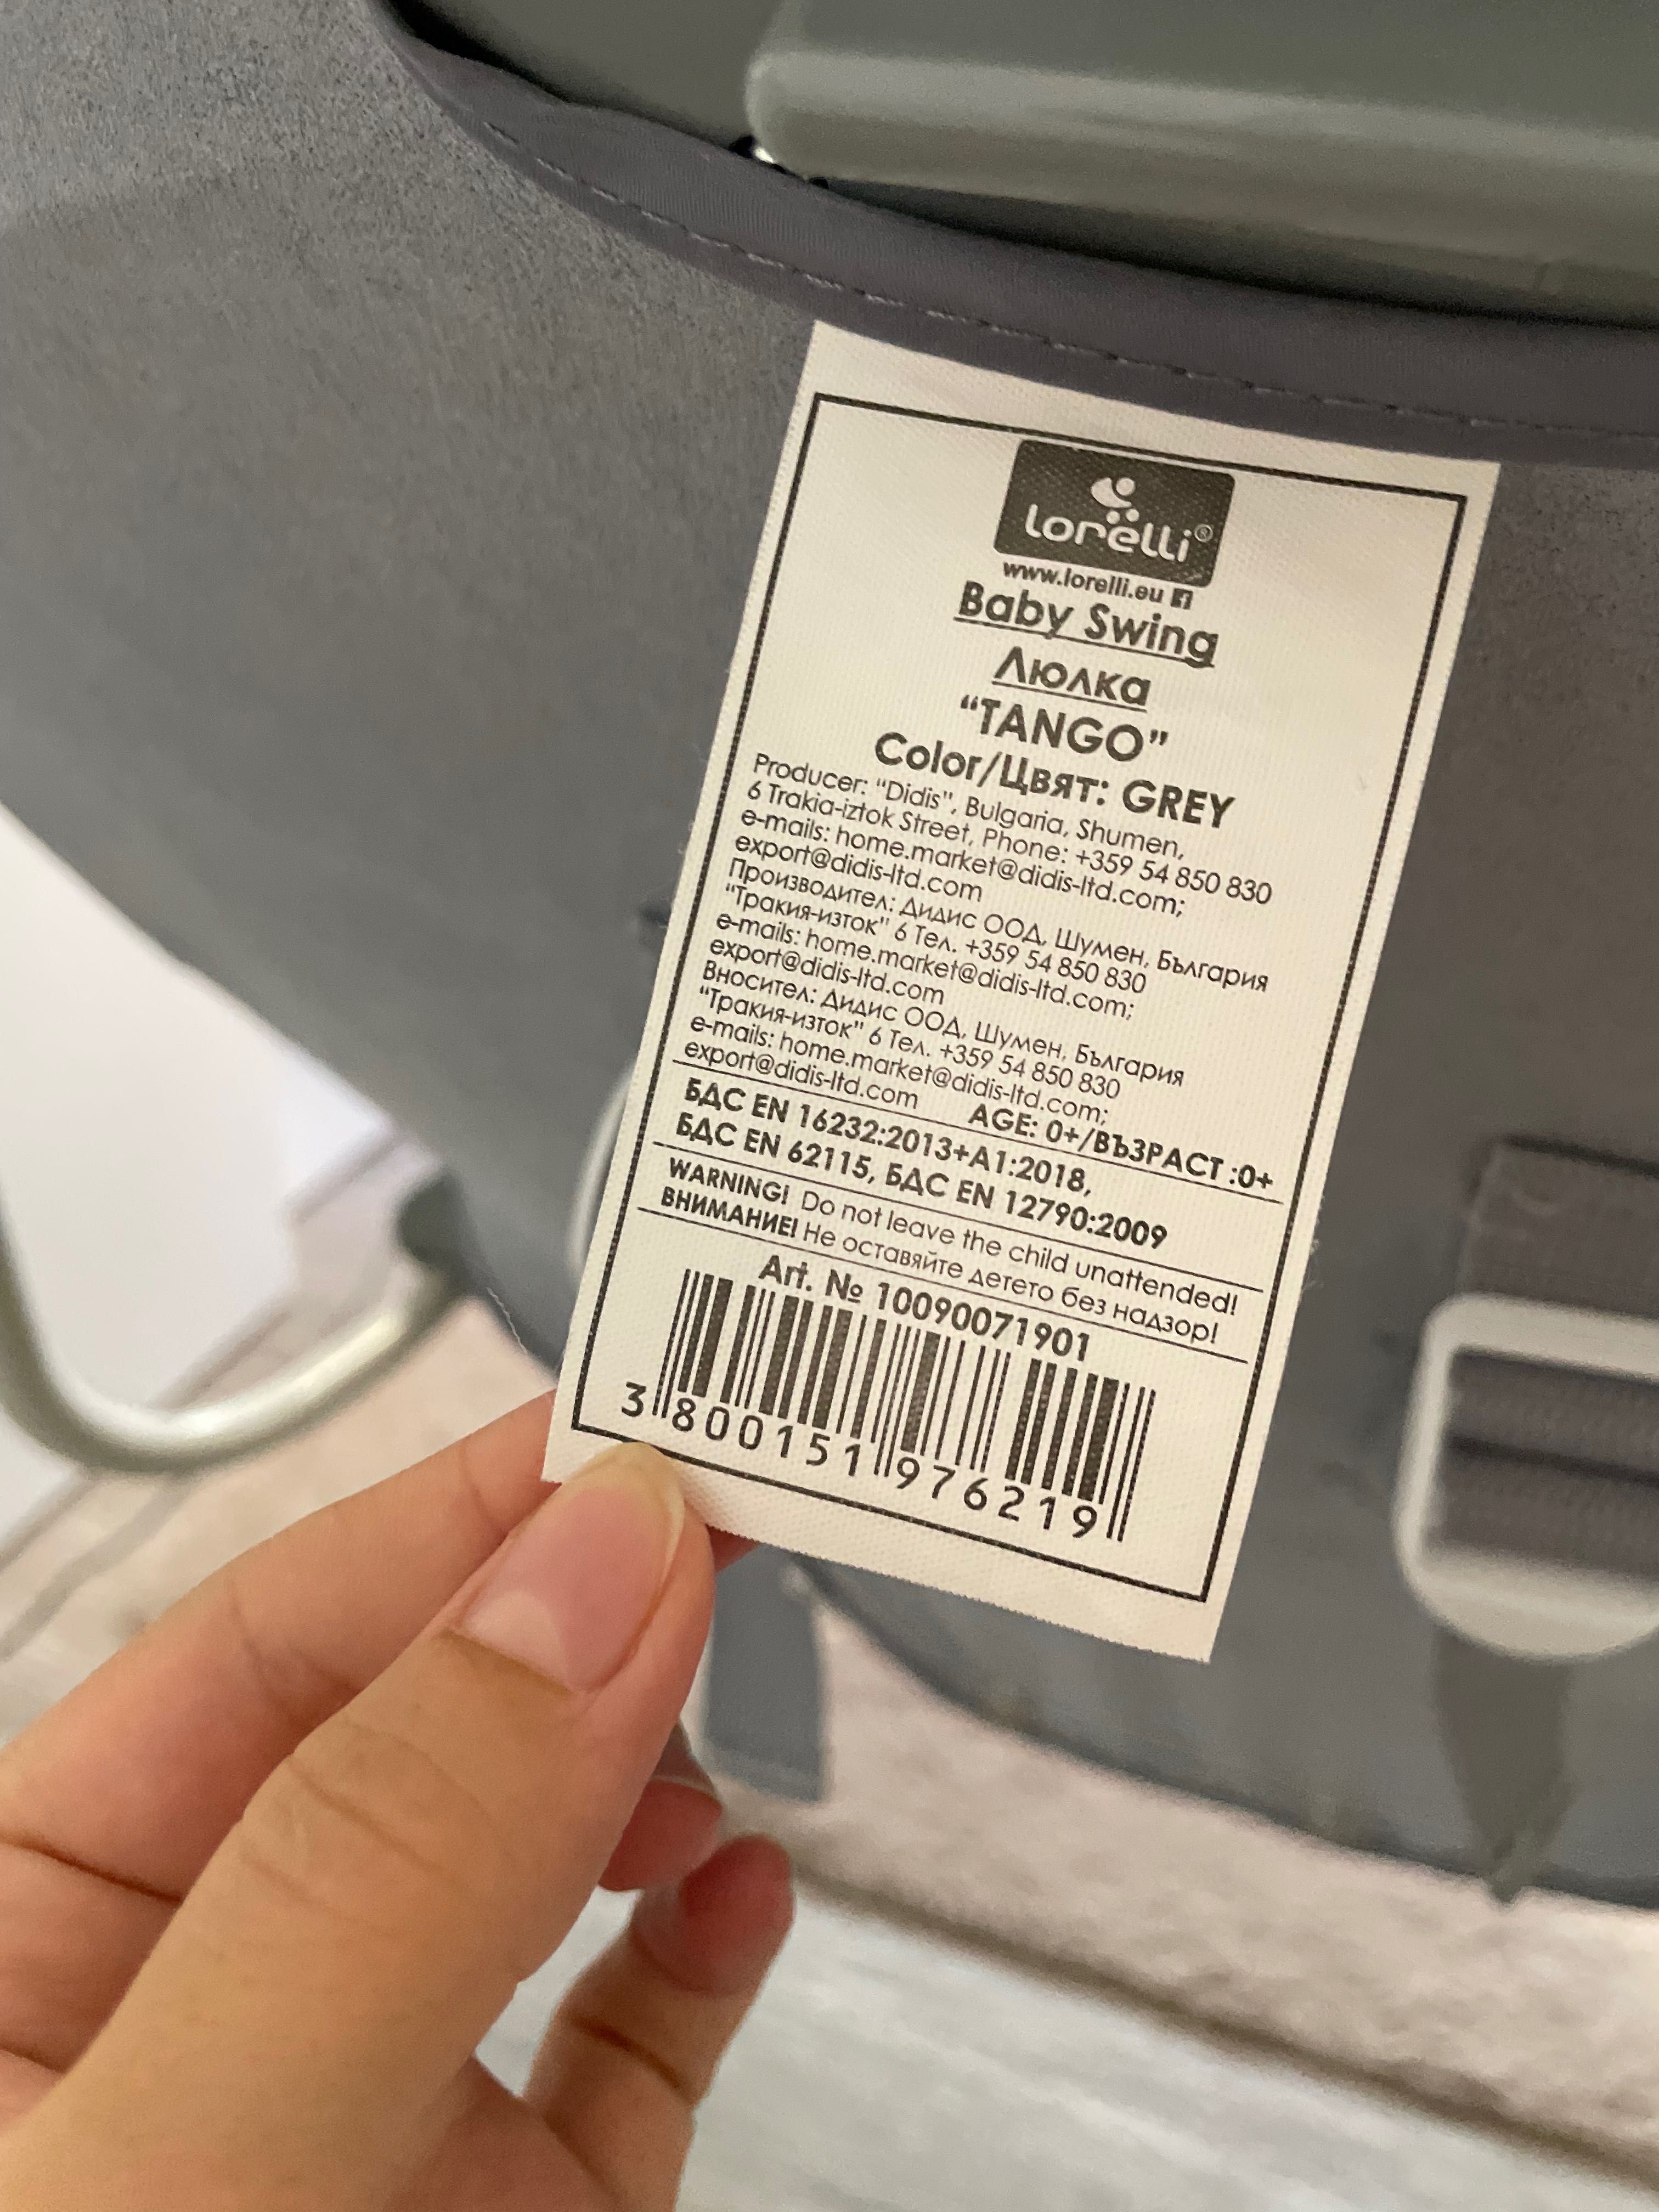 lorelli®
www.lorelli.eu
Baby Swing
Люлка
“TANGO”
Color/Цвят: GREY
Producer: "Didis", Bulgaria, Shumen,
6 Trakia-iztok Street, Phone: +359 54 850 830
e-mails: home.market@didis-ltd.com;
export@didis-ltd.com
Производител: Дидис ООД, Шумен, България
"Тракия-изток" 6 Тел. +359 54 850 830
e-mails: home.market@didis-ltd.com;
export@didis-ltd.com
Вносител: Дидис ООД, Шумен, България
"Тракия-изток" 6 Тел. +359 54 850 830
e-mails: home.market@didis-ltd.com;
export@didis-ltd.com AGE: 0+/ВЪЗРАСТ :0+
БДС EN 16232:2013+A1:2018,
БДС EN 62115, БДС EN 12790:2009
WARNING! Do not leave the child unattended!
ВНИМАНИЕ! Не оставяйте детето без надзор!
Art. № 10090071901
3 800151 976219